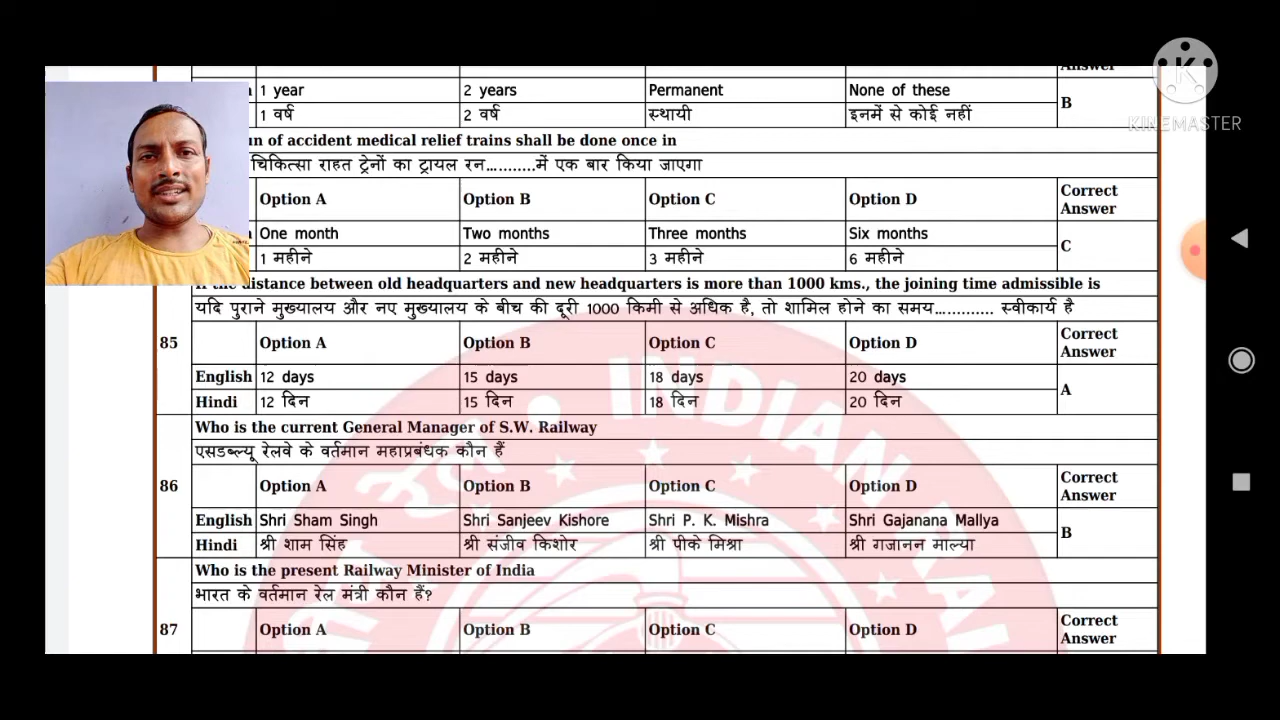 Answer
1 year 2 years Permanent None of these B
1 वर्ष 2 वर्ष स्थायी इनमें से कोई नहीं
KINEMASTER
of accident medical relief trains shall be done once in
चिकित्सा राहत ट्रेनों का ट्रायल रन..........में एक बार किया जाएगा
Option A Option B Option C Option D Correct Answer
One month Two months Three months Six months C
1 महीने 2 महीने 3 महीने 6 महीने
distance between old headquarters and new headquarters is more than 1000 kms., the joining time admissible is
यदि पुराने मुख्यालय और नए मुख्यालय के बीच की दूरी 1000 किमी से अधिक है, तो शामिल होने का समय............ स्वीकार्य है
85 Option A Option B Option C Option D Correct Answer
English 12 days 15 days 18 days 20 days A
Hindi 12 दिन 15 दिन 18 दिन 20 दिन
Who is the current General Manager of S.W. Railway
एसडब्ल्यू रेलवे के वर्तमान महाप्रबंधक कौन हैं
86 Option A Option B Option C Option D Correct Answer
English Shri Sham Singh Shri Sanjeev Kishore Shri P. K. Mishra Shri Gajanana Mallya B
Hindi श्री शाम सिंह श्री संजीव किशोर श्री पीके मिश्रा श्री गजानन माल्या
Who is the present Railway Minister of India
भारत के वर्तमान रेल मंत्री कौन हैं?
87 Option A Option B Option C Option D Correct Answer
INDIAN RAIL